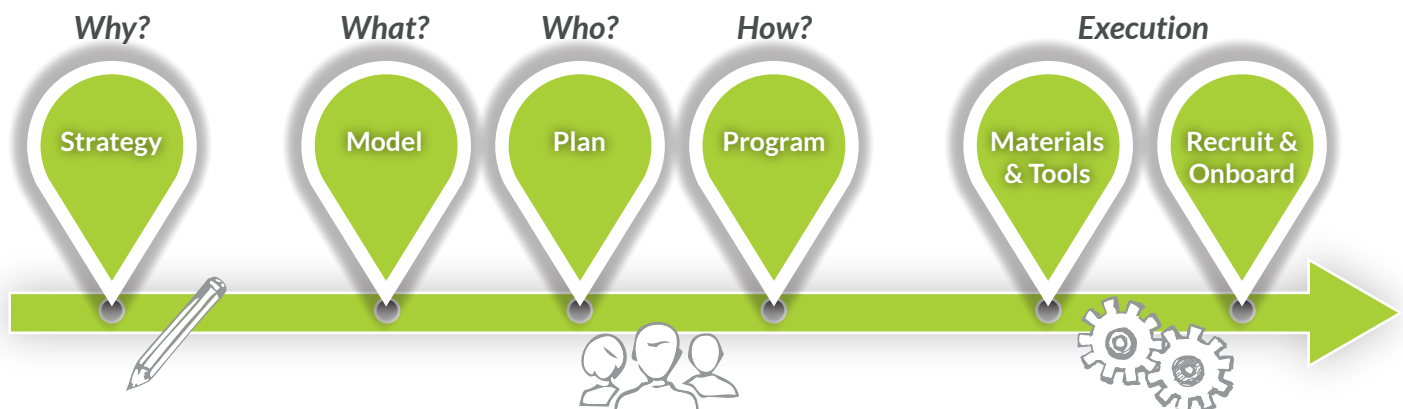 Why?
What?
Who?
How?
Execution
Strategy
Model
Plan
Program
Materials
& Tools
Recruit &
Onboard